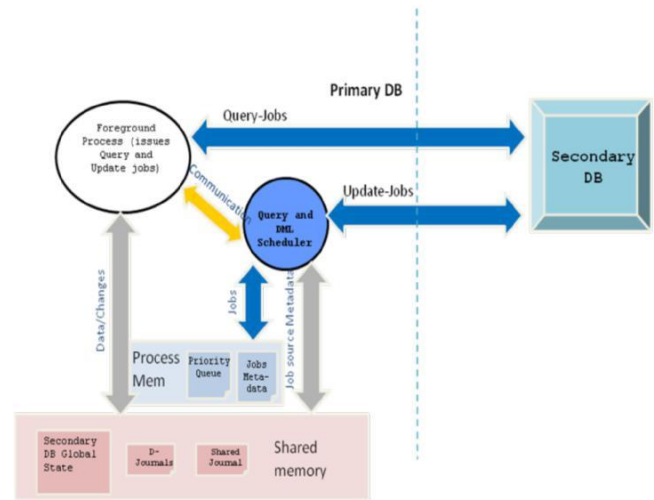 Primary DB
Query-Jobs
Foreground
Process (issues
Query and
Update jobs)
Communication
Secondary
DB
Update-Jobs
Query and
DML
Scheduler
Data/Changes
Jobs
Job source Metadata
Process
Mem
Priority
Queue
Jobs
Meta-
data
Secondary
DB Global
State
D-
Journals
Shared
Journal
Shared
memory